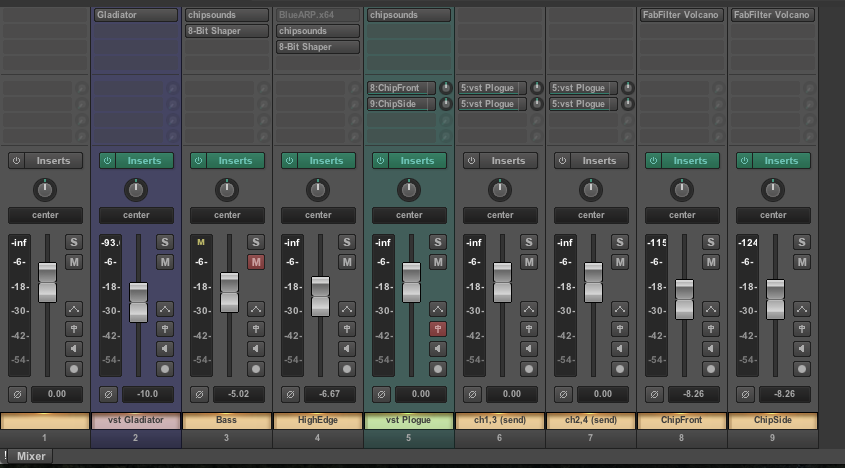 Gladiator chipsounds BlueARP.x64 chipsounds FabFilter Volcano FabFilter Volcano
8-Bit Shaper chipsounds
8-Bit Shaper
8:ChipFront 5:vst Plogue 5:vst Plogue
9:ChipSide 5:vst Plogue 5:vst Plogue
Inserts Inserts Inserts Inserts Inserts Inserts Inserts Inserts Inserts
center center center center center center center center center
-inf S -93. S M S -inf S -inf S -inf S -inf S -115 S -124 S
-6- M -6- M -6- M -6- M -6- M -6- M -6- M -6- M -6- M
-18- -18- -18- -18- -18- -18- -18- -18- -18-
-30- -30- -30- -30- -30- -30- -30- -30- -30-
-42- -42- -42- -42- -42- -42- -42- -42- -42-
-54- -54- -54- -54- -54- -54- -54- -54- -54-
0.00 -10.0 -5.02 -6.67 0.00 0.00 0.00 -8.26 -8.26
vst Gladiator Bass HighEdge vst Plogue ch1,3 (send) ch2,4 (send) ChipFront ChipSide
1 2 3 4 5 6 7 8 9
! Mixer